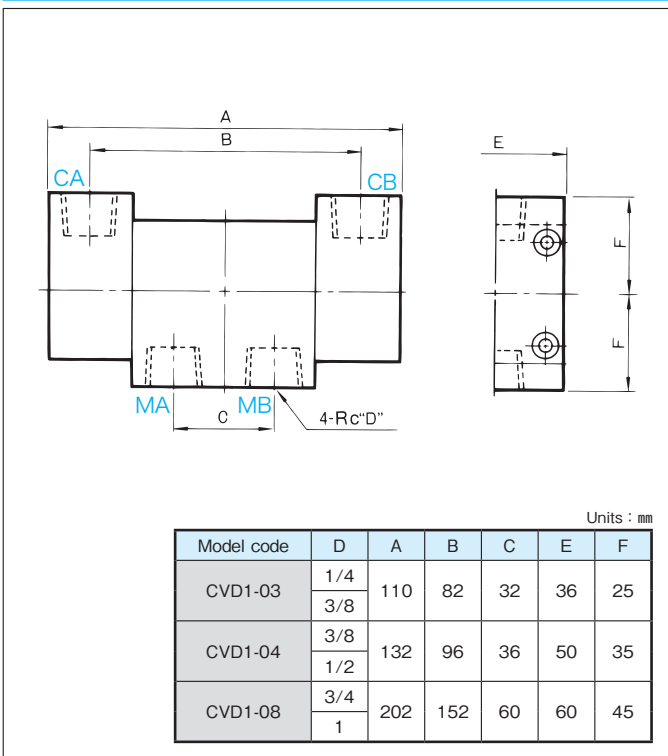 A
B
E
CA
CB
F
F
MA
MB
C
4-Rc“D”
Units : ㎜
Model code D A B C E F
CVD1-03 1/4 110 82 32 36 25
3/8
CVD1-04 3/8 132 96 36 50 35
1/2
CVD1-08 3/4 202 152 60 60 45
1